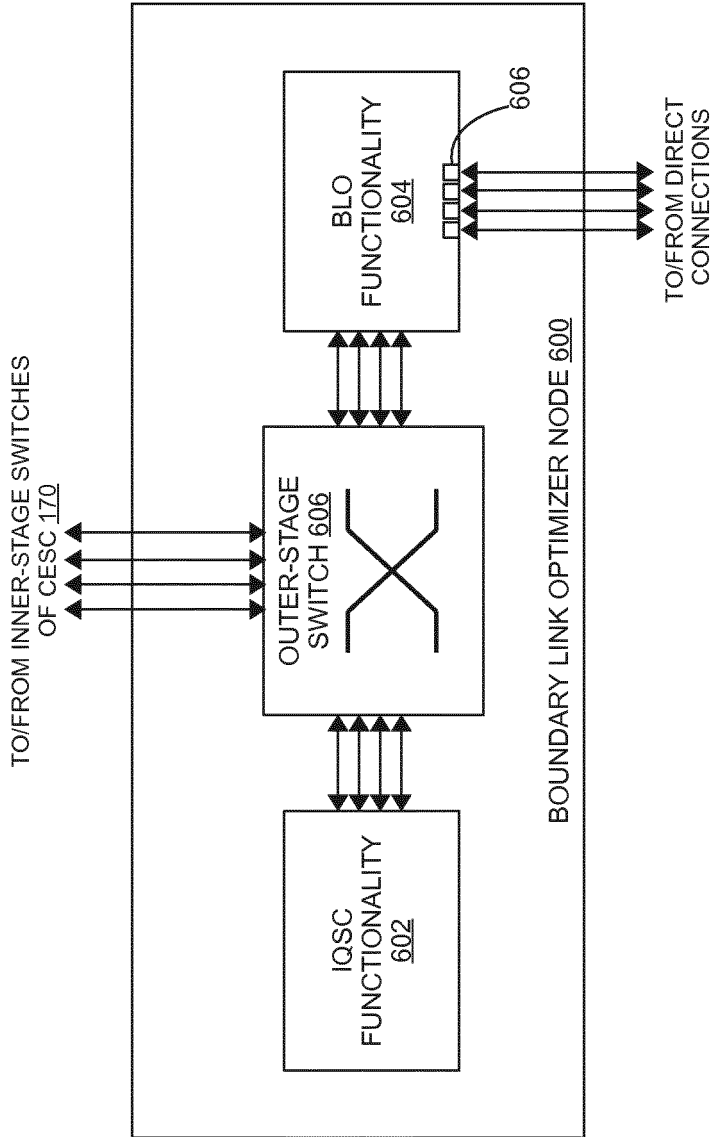 TO/FROM INNER-STAGE SWITCHES
OF CESC 170
IQSC
FUNCTIONALITY
602
OUTER-STAGE
SWITCH 606
BLO
FUNCTIONALITY
604
606
BOUNDARY LINK OPTIMIZER NODE 600
TO/FROM DIRECT
CONNECTIONS